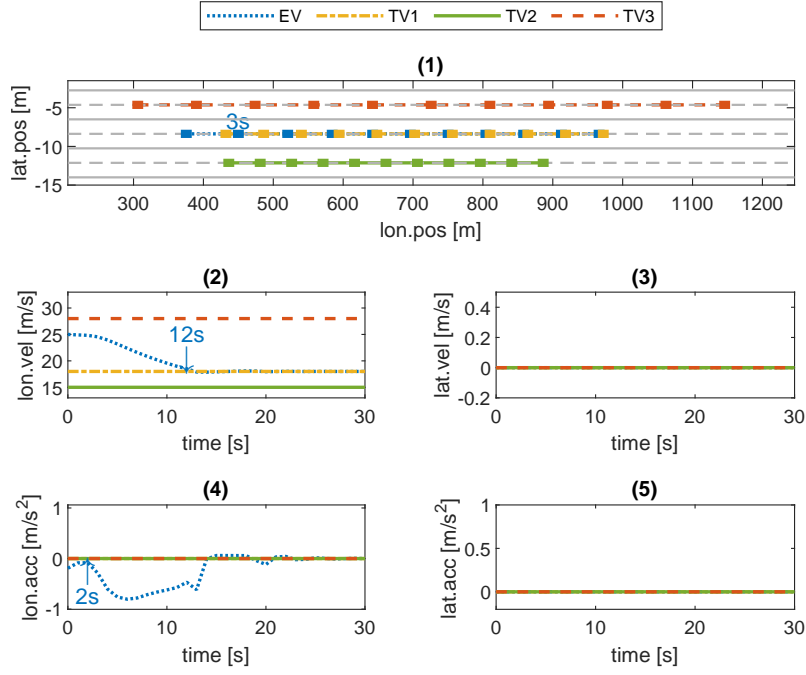 EV TV1 TV2 TV3
(1)
lat.pos [m]
-5
-10
-15
3s
300 400 500 600 700 800 900 1000 1100 1200
lon.pos [m]
(2)
lon.vel [m/s]
30
25
20
15
12s
0 10 20 30
time [s]
(3)
lat.vel [m/s]
0.4
0.2
0
-0.2
0 10 20 30
time [s]
(4)
lon.acc [m/s²]
1
0
-1
2s
0 10 20 30
time [s]
(5)
lat.acc [m/s²]
1
0.5
0
0 10 20 30
time [s]